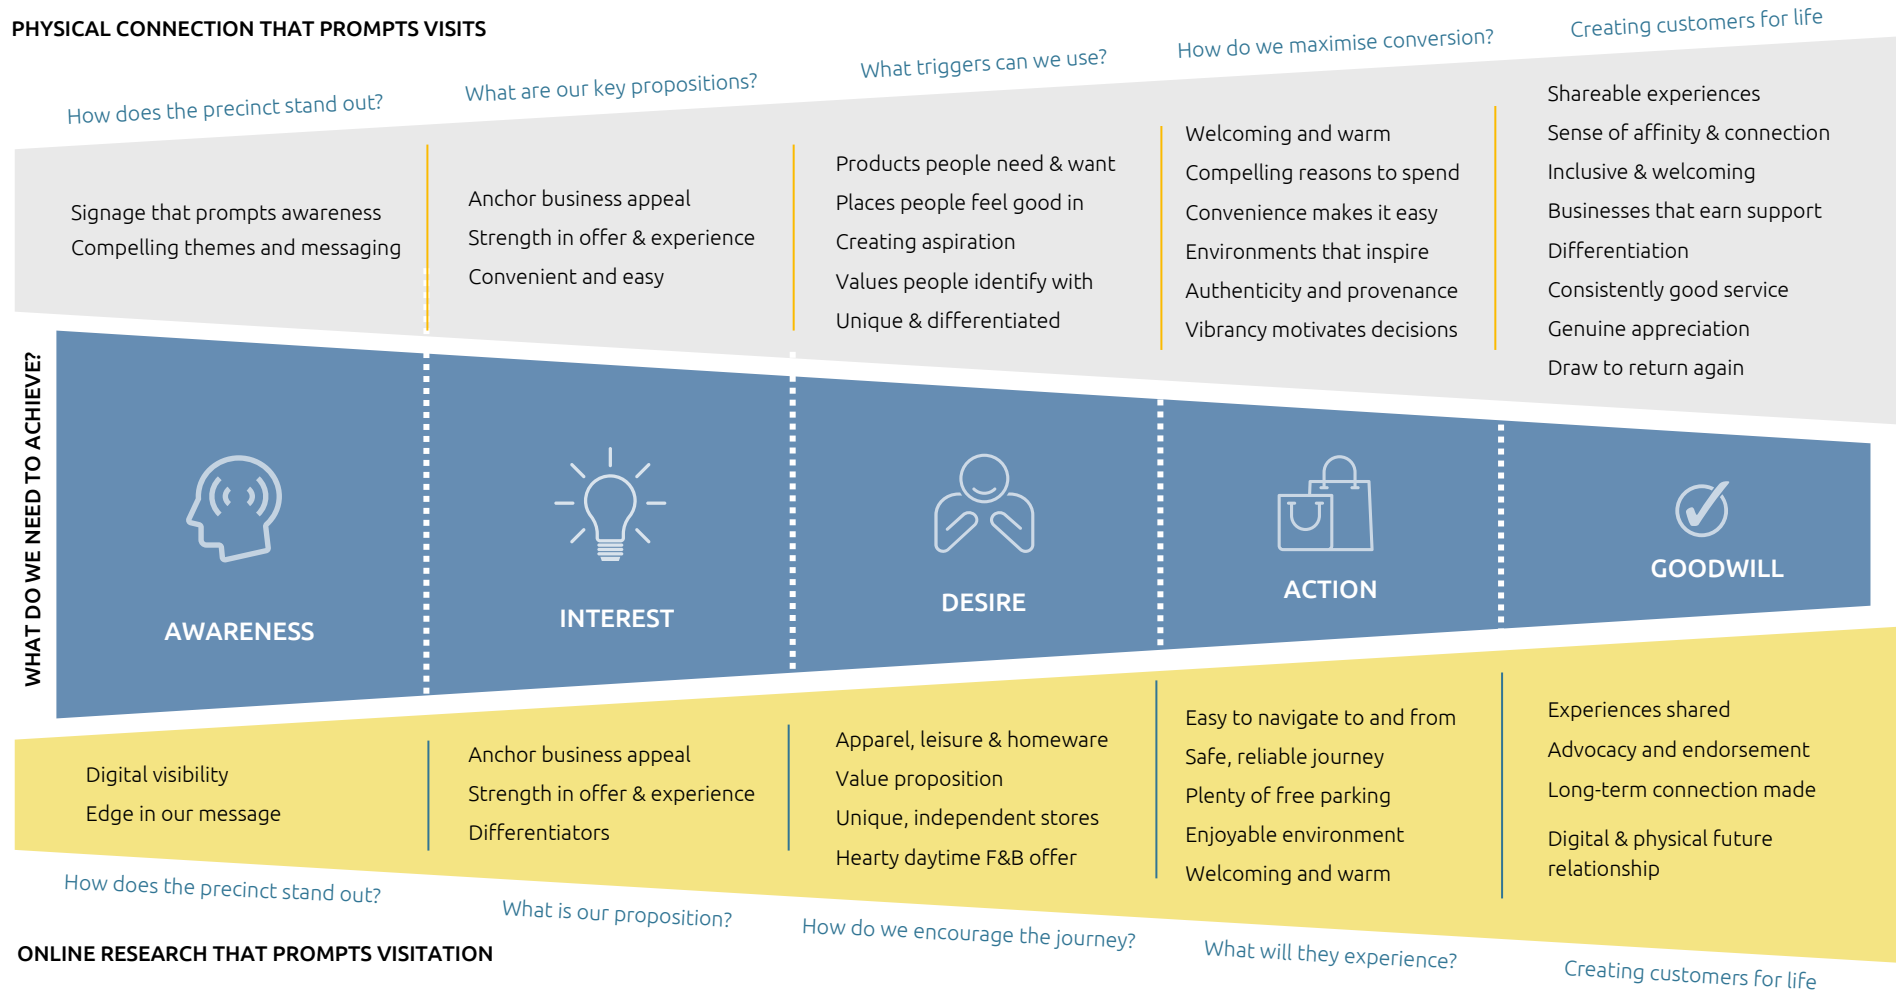 PHYSICAL CONNECTION THAT PROMPTS VISITS
How does the precinct stand out?
What are our key propositions?
What triggers can we use?
How do we maximise conversion?
Creating customers for life
Signage that prompts awareness
Compelling themes and messaging
Anchor business appeal
Strength in offer & experience
Convenient and easy
Products people need & want
Places people feel good in
Creating aspiration
Values people identify with
Unique & differentiated
Welcoming and warm
Compelling reasons to spend
Convenience makes it easy
Environments that inspire
Authenticity and provenance
Vibrancy motivates decisions
Shareable experiences
Sense of affinity & connection
Inclusive & welcoming
Businesses that earn support
Differentiation
Consistently good service
Genuine appreciation
Draw to return again
WHAT DO WE NEED TO ACHIEVE?
AWARENESS
INTEREST
DESIRE
ACTION
GOODWILL
Digital visibility
Edge in our message
Anchor business appeal
Strength in offer & experience
Differentiators
Apparel, leisure & homeware
Value proposition
Unique, independent stores
Hearty daytime F&B offer
Easy to navigate to and from
Safe, reliable journey
Plenty of free parking
Enjoyable environment
Welcoming and warm
Experiences shared
Advocacy and endorsement
Long-term connection made
Digital & physical future
relationship
How does the precinct stand out?
What is our proposition?
How do we encourage the journey?
What will they experience?
Creating customers for life
ONLINE RESEARCH THAT PROMPTS VISITATION